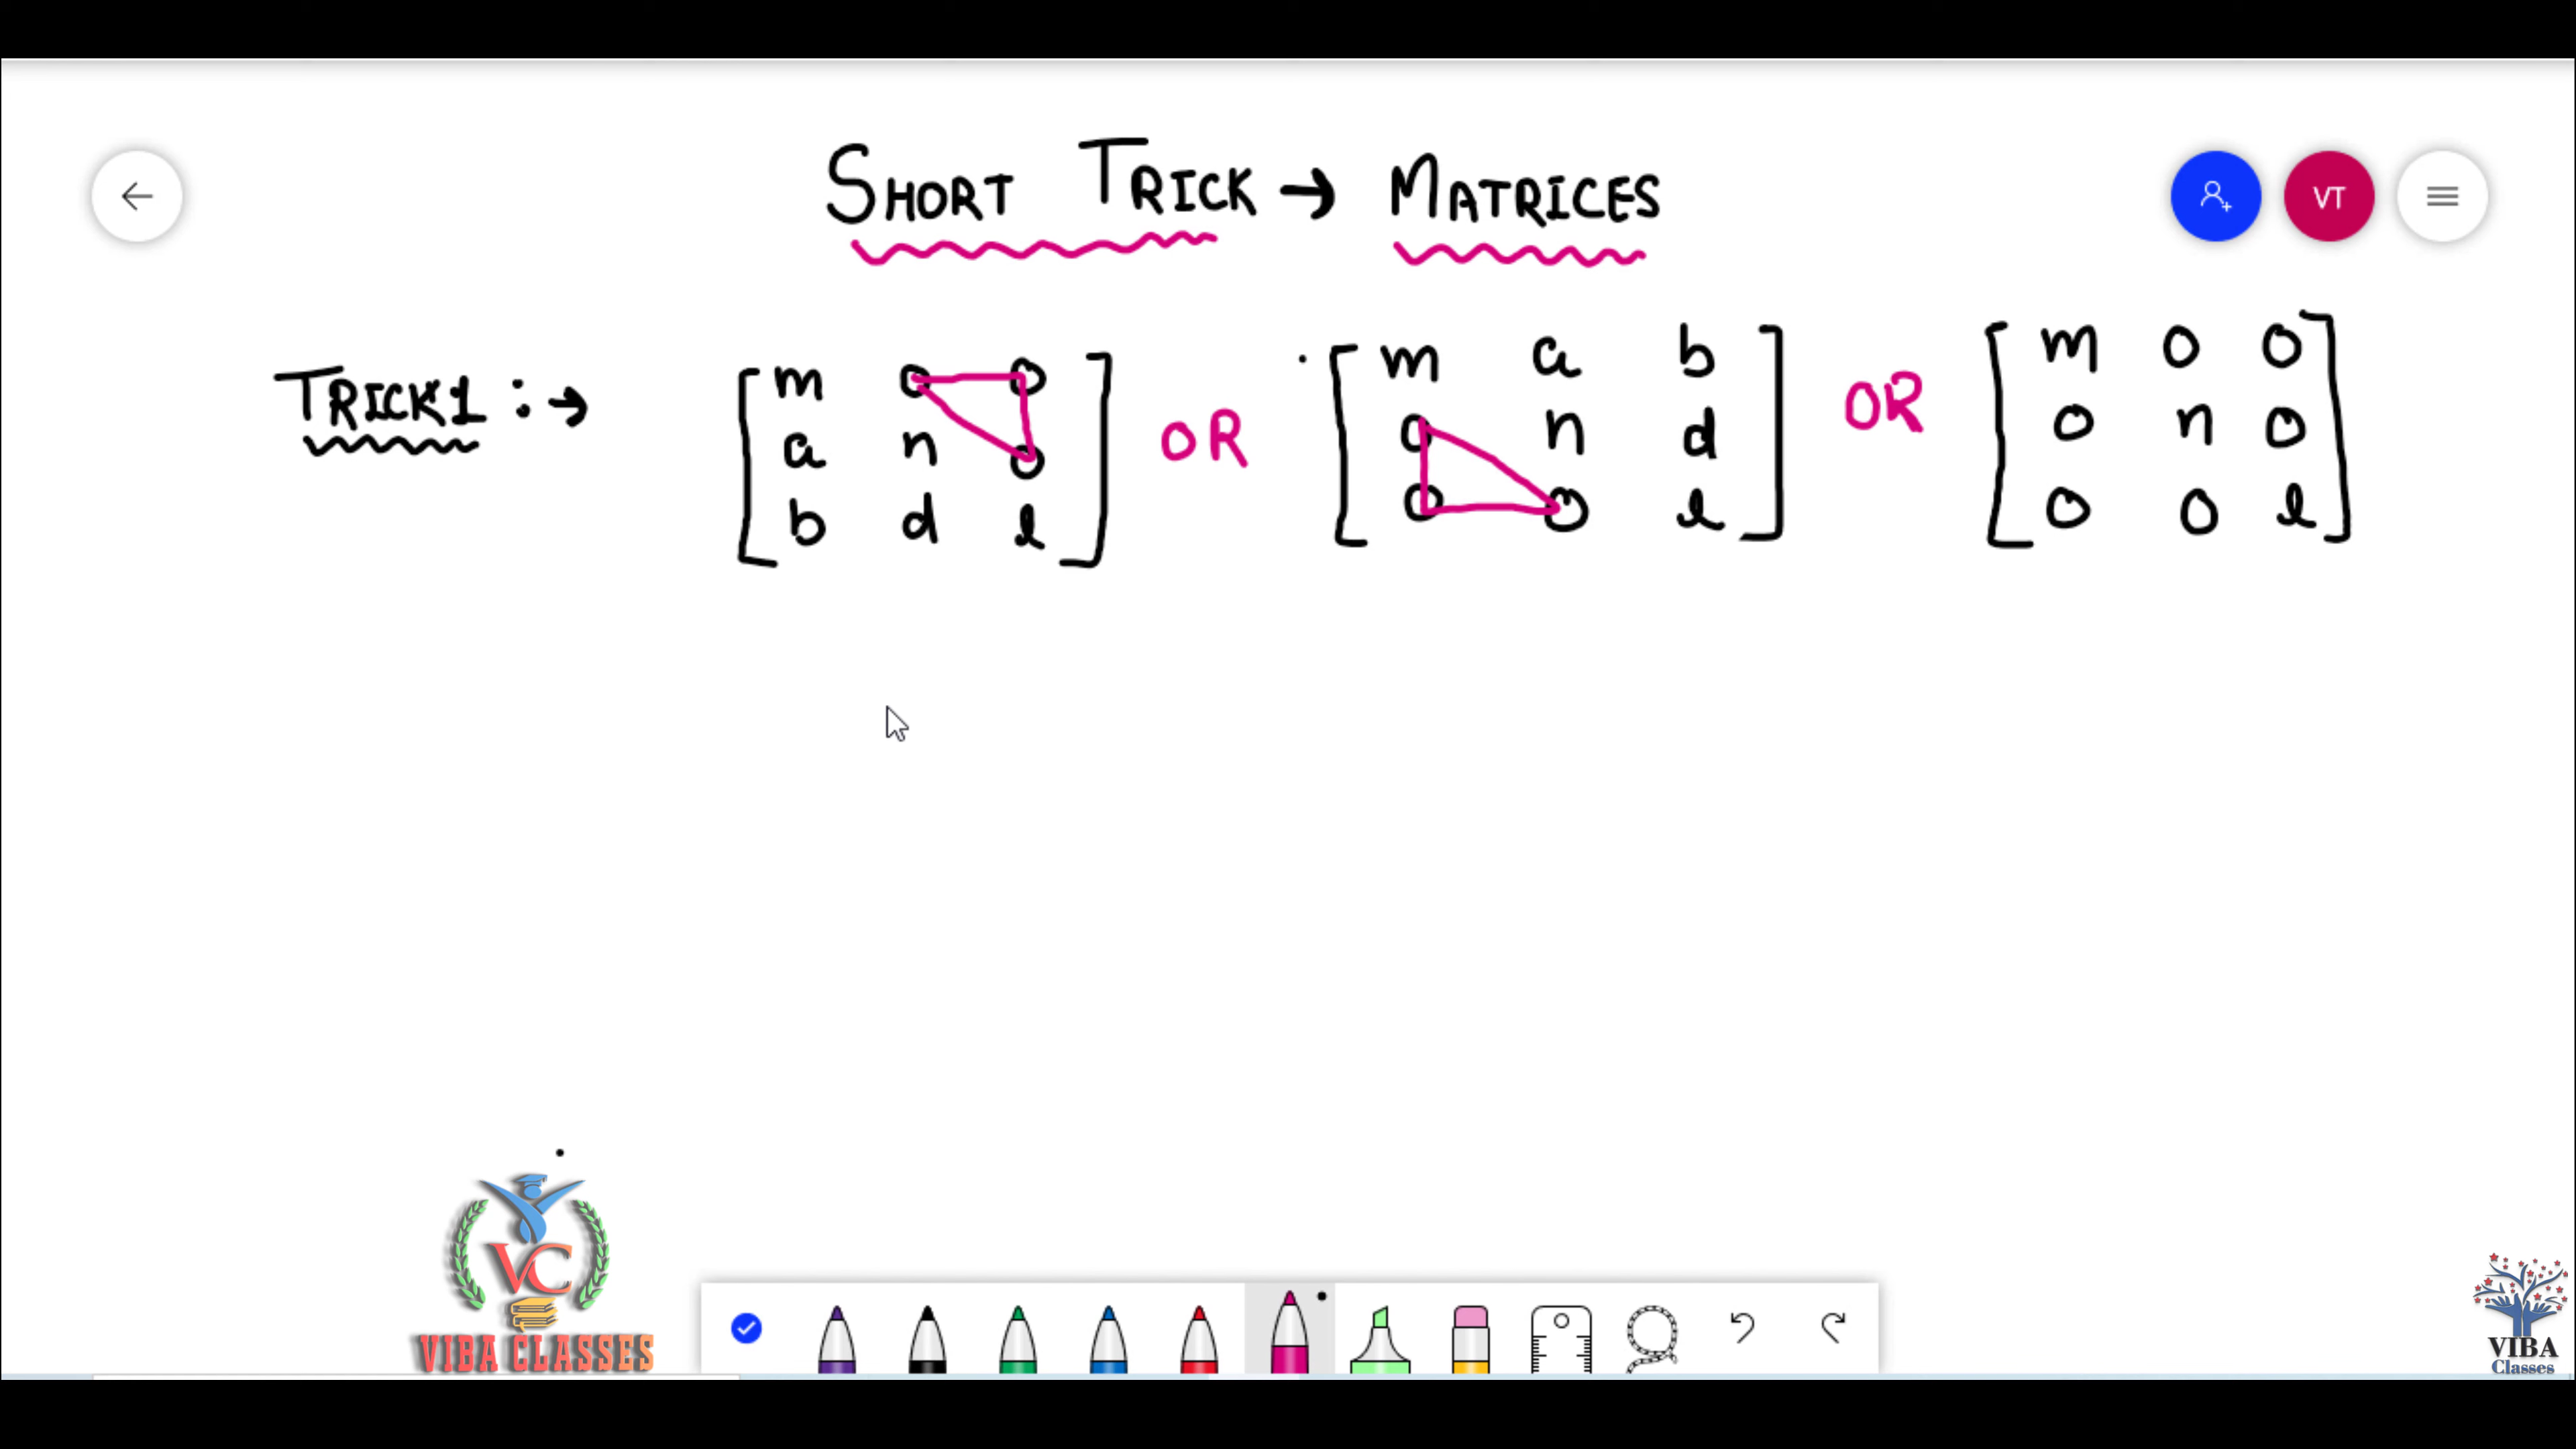 SHORT TRICK → MATRICES
VT
TRICK1 :→ [ m 0 0 ] OR [ m a b ] OR [ m 0 0 ]
[ a n 0 ] [ 0 n d ] [ 0 n 0 ]
[ b d l ] [ 0 0 l ] [ 0 0 l ]
VC
VIBA CLASSES
VIBA
Classes